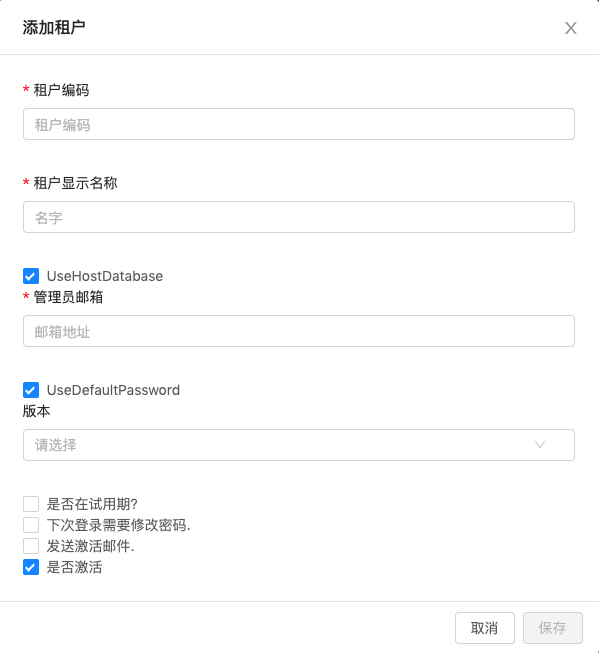 添加租户
* 租户编码
租户编码
* 租户显示名称
名字
UseHostDatabase
* 管理员邮箱
邮箱地址
UseDefaultPassword
版本
请选择
是否在试用期?
下次登录需要修改密码.
发送激活邮件.
是否激活
取消 保存